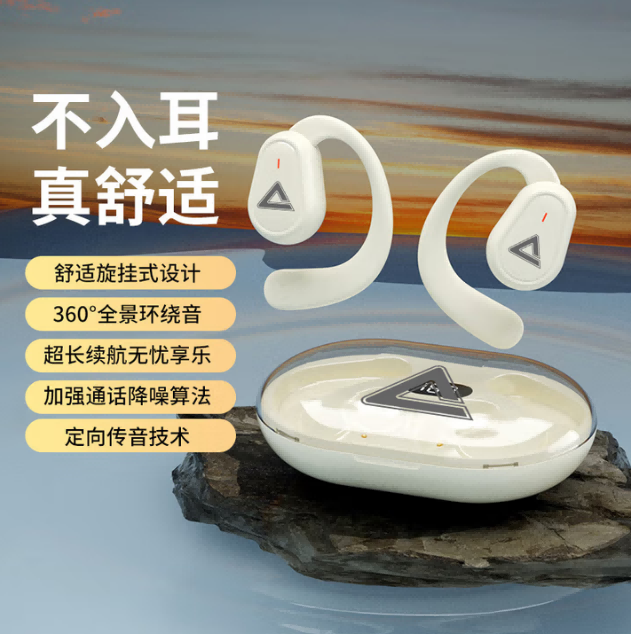 不入耳
真舒适
舒适旋挂式设计
360°全景环绕音
超长续航无忧享乐
加强通话降噪算法
定向传音技术